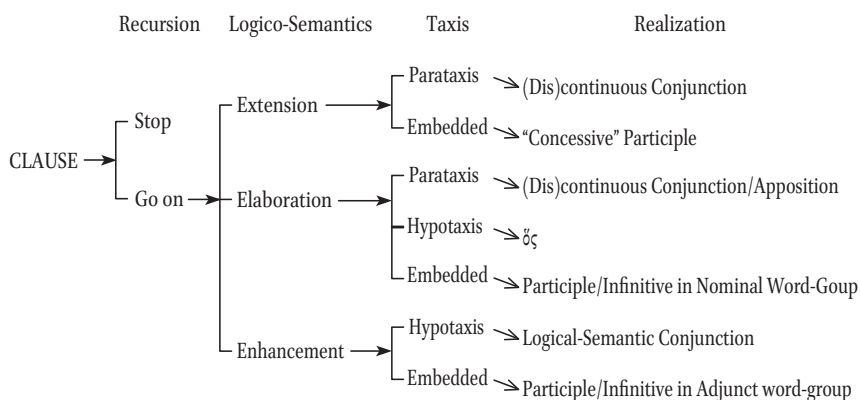 Recursion Logico-Semantics Taxis Realization
Parataxis (Dis)continuous Conjunction
Extension
Stop
Embedded “Concessive” Participle
CLAUSE
Parataxis (Dis)continuous Conjunction/Apposition
Go on Elaboration
Hypotaxis ὅς
Embedded Participle/Infinitive in Nominal Word-Goup
Hypotaxis Logical-Semantic Conjunction
Enhancement
Embedded Participle/Infinitive in Adjunct word-group